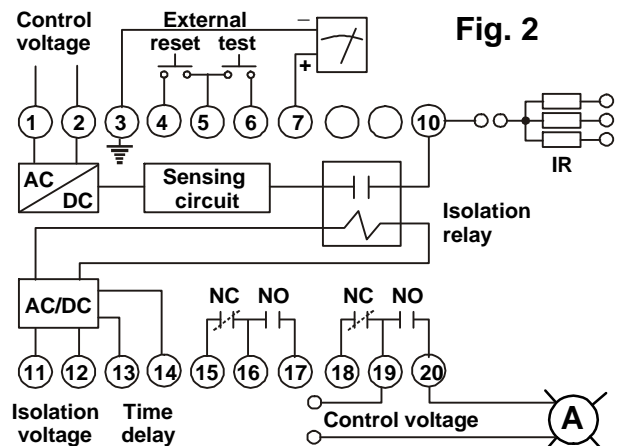 Control voltage
External
reset test
Fig. 2
–
+
1 2 3 4 5 6 7 10
IR
AC
DC
Sensing circuit
Isolation relay
AC/DC
NC NO
NC NO
11 12 13 14 15 16 17 18 19 20
Isolation voltage
Time delay
Control voltage
A